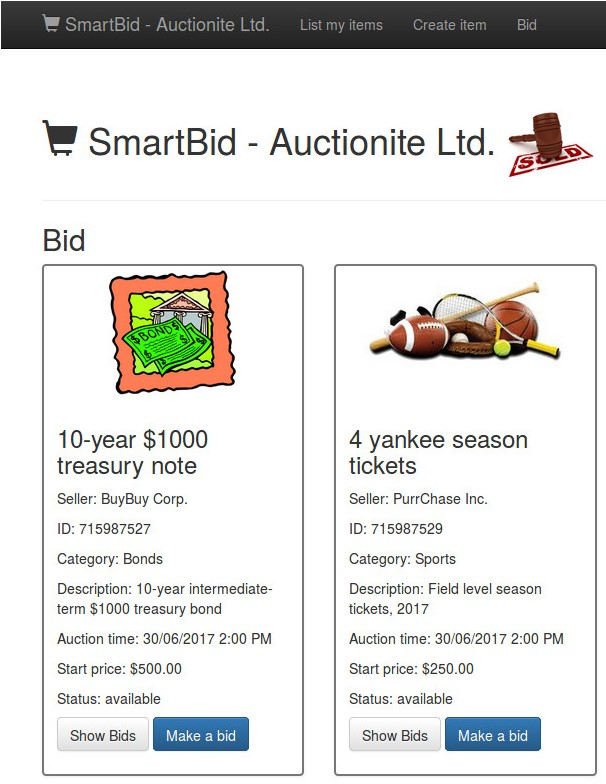 SmartBid - Auctionite Ltd. List my items Create item Bid
SmartBid - Auctionite Ltd.
SOLD
Bid
BOND
10-year $1000
treasury note
Seller: BuyBuy Corp.
ID: 715987527
Category: Bonds
Description: 10-year intermediate-
term $1000 treasury bond
Auction time: 30/06/2017 2:00 PM
Start price: $500.00
Status: available
Show Bids Make a bid
4 yankee season
tickets
Seller: PurrChase Inc.
ID: 715987529
Category: Sports
Description: Field level season
tickets, 2017
Auction time: 30/06/2017 2:00 PM
Start price: $250.00
Status: available
Show Bids Make a bid